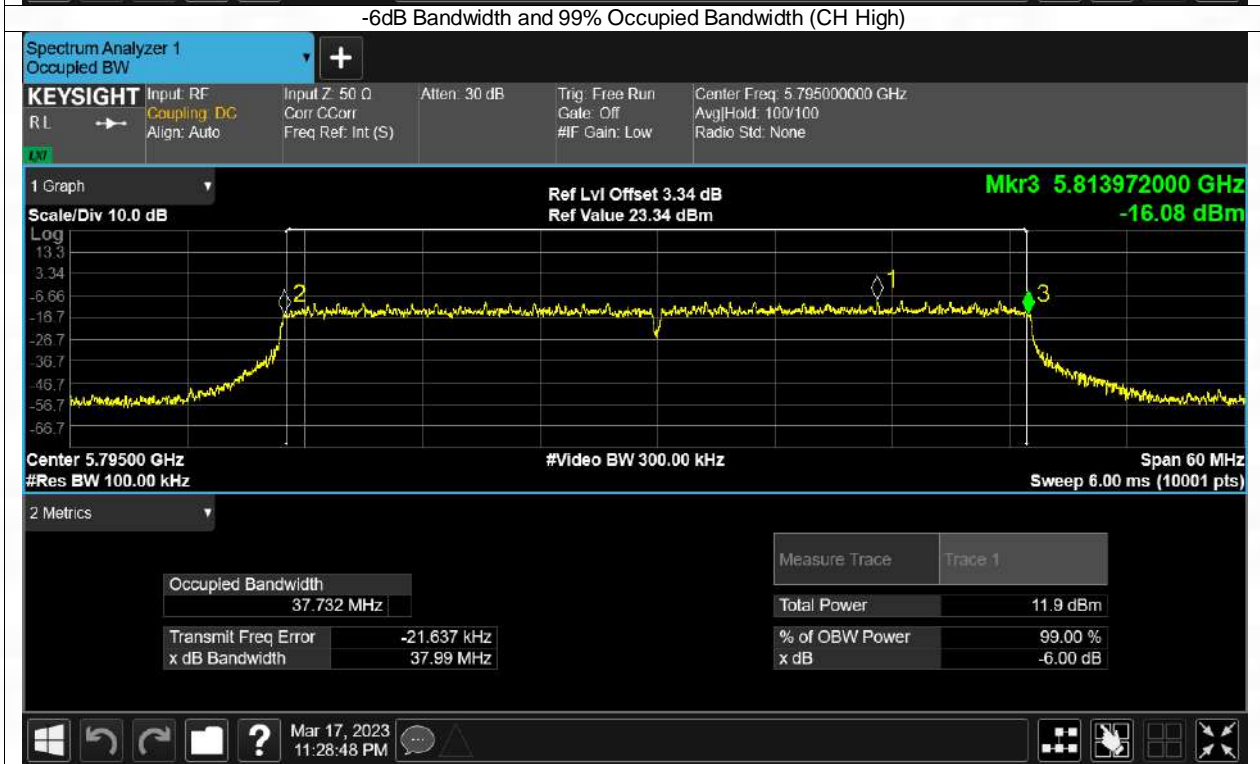 -6dB Bandwidth and 99% Occupied Bandwidth (CH High)
Spectrum Analyzer 1
Occupied BW
+
KEYSIGHT
RL
LXI
Input: RF
Coupling: DC
Align: Auto
Input Z: 50 Ω
Corr CCorr
Freq Ref: Int (S)
Atten: 30 dB
Trig: Free Run
Gate: Off
#IF Gain: Low
Center Freq: 5.795000000 GHz
Avg|Hold: 100/100
Radio Std: None
1 Graph
Scale/Div 10.0 dB
Ref Lvl Offset 3.34 dB
Ref Value 23.34 dBm
Mkr3 5.813972000 GHz
-16.08 dBm
Log
13.3
3.34
-6.66
-16.7
-26.7
-36.7
-46.7
-56.7
-66.7
2
1
3
Center 5.79500 GHz
#Res BW 100.00 kHz
#Video BW 300.00 kHz
Span 60 MHz
Sweep 6.00 ms (10001 pts)
2 Metrics
Measure Trace Trace 1
Occupied Bandwidth
37.732 MHz
Total Power 11.9 dBm
Transmit Freq Error -21.637 kHz
% of OBW Power 99.00 %
x dB Bandwidth 37.99 MHz
x dB -6.00 dB
?
Mar 17, 2023
11:28:48 PM